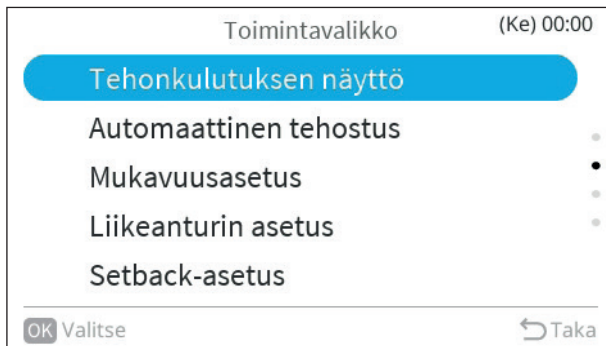 Toimintavalikko (Ke) 00:00
Tehonkulutuksen näyttö
Automaattinen tehostus
Mukavuusasetus
Liikeanturin asetus
Setback-asetus
OK Valitse Taka